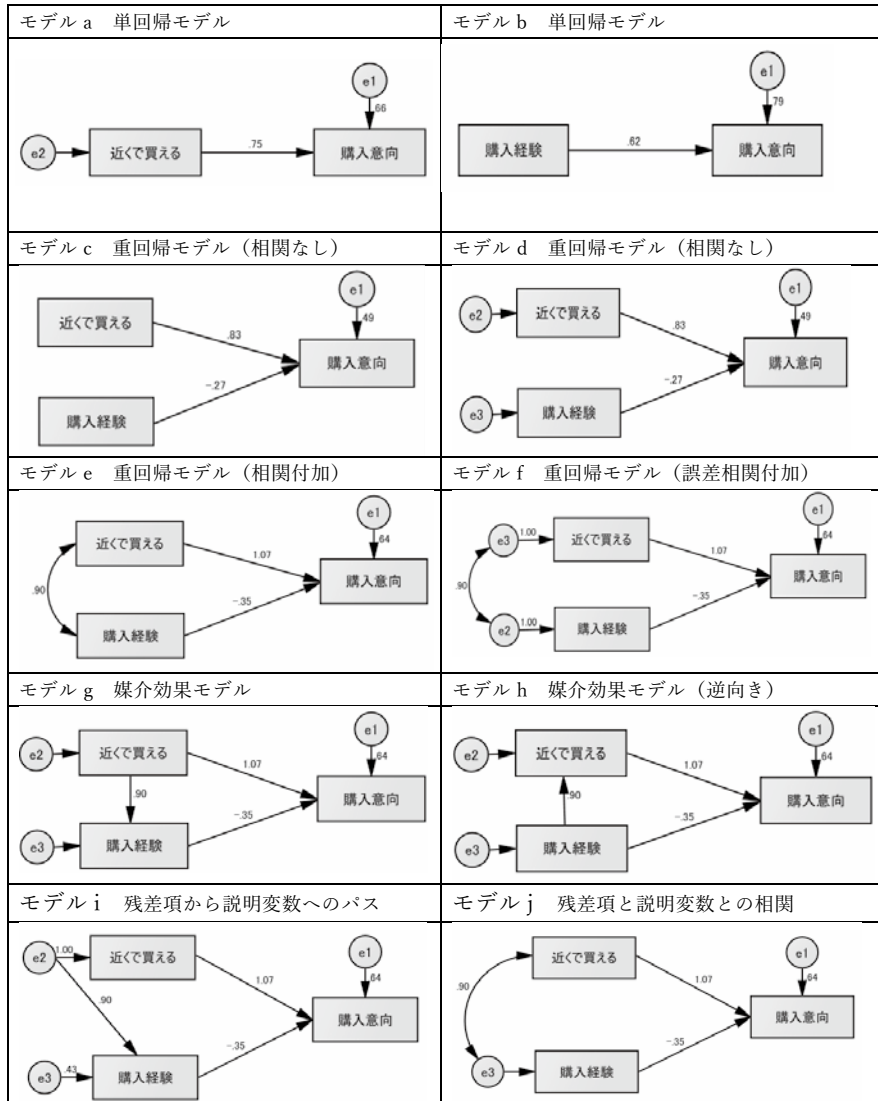 モデル a　単回帰モデル
e1
.66
e2
近くで買える
.75
購入意向
モデル b　単回帰モデル
e1
.79
購入経験
.62
購入意向
モデル c　重回帰モデル（相関なし）
e1
.49
近くで買える
.83
購入意向
-.27
購入経験
モデル d　重回帰モデル（相関なし）
e1
.49
e2
近くで買える
.83
購入意向
-.27
e3
購入経験
モデル e　重回帰モデル（相関付加）
e1
.64
近くで買える
1.07
購入意向
.90
-.35
購入経験
モデル f　重回帰モデル（誤差相関付加）
e1
.64
e3
1.00
近くで買える
1.07
購入意向
.90
-.35
e2
1.00
購入経験
モデル g　媒介効果モデル
e1
.64
e2
近くで買える
1.07
.90
購入意向
-.35
e3
購入経験
モデル h　媒介効果モデル（逆向き）
e1
.64
e2
近くで買える
1.07
.90
購入意向
-.35
e3
購入経験
モデル i　残差項から説明変数へのパス
e1
.64
e2
1.00
近くで買える
1.07
.90
購入意向
-.35
e3
.43
購入経験
モデル j　残差項と説明変数との相関
e1
.64
近くで買える
1.07
.90
購入意向
-.35
e3
購入経験